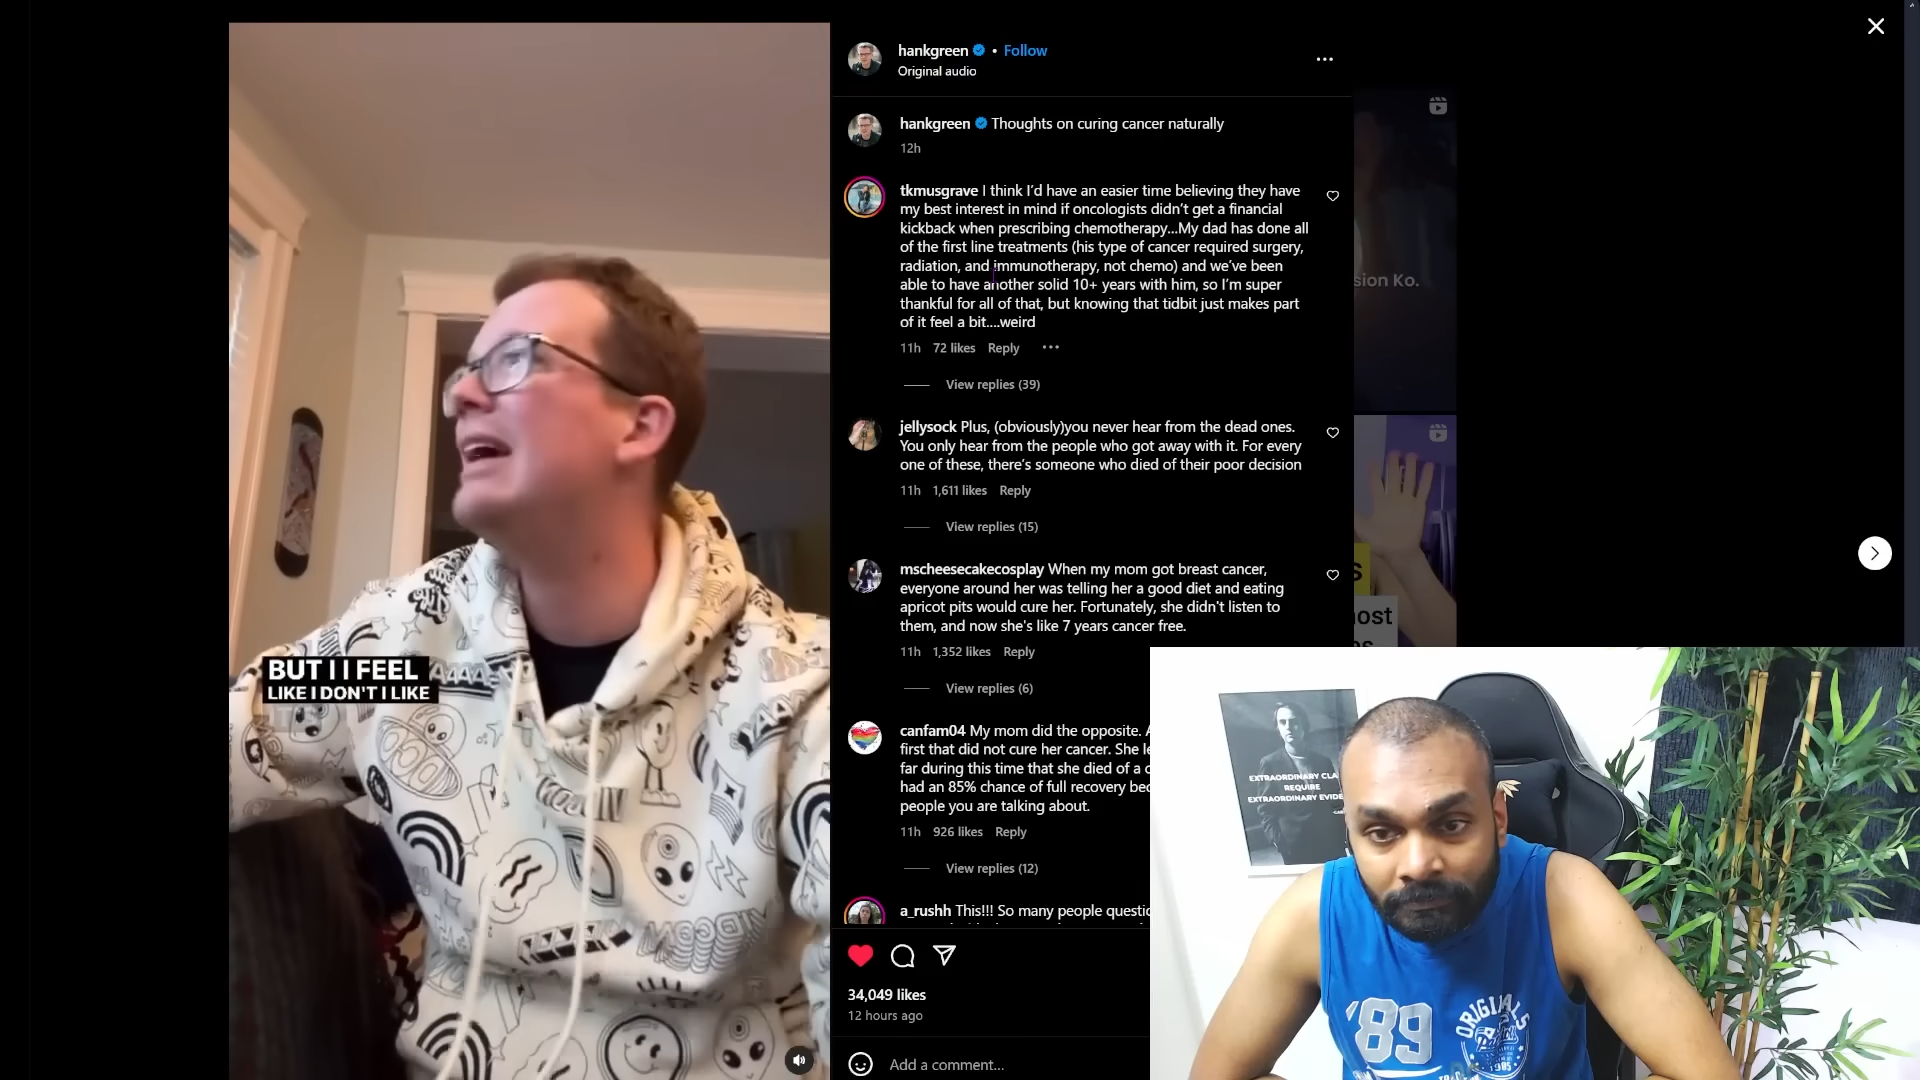 hankgreen • Follow
Original audio
hankgreen Thoughts on curing cancer naturally
12h
tkmusgrave I think I'd have an easier time believing they have
my best interest in mind if oncologists didn't get a financial
kickback when prescribing chemotherapy...My dad has done all
of the first line treatments (his type of cancer required surgery,
radiation, and immunotherapy, not chemo) and we've been
able to have another solid 10+ years with him, so I'm super
thankful for all of that, but knowing that tidbit just makes part
of it feel a bit....weird
11h 72 likes Reply
View replies (39)
jellysock Plus, (obviously)you never hear from the dead ones.
You only hear from the people who got away with it. For every
one of these, there's someone who died of their poor decision
11h 1,611 likes Reply
View replies (15)
mscheesecakecosplay When my mom got breast cancer,
everyone around her was telling her a good diet and eating
apricot pits would cure her. Fortunately, she didn't listen to
them, and now she's like 7 years cancer free.
11h 1,352 likes Reply
View replies (6)
canfam04 My mom did the opposite.
first that did not cure her cancer. She
far during this time that she died of a
had an 85% chance of full recovery
people you are talking about.
11h 926 likes Reply
View replies (12)
a_rushh This!!! So many people
34,049 likes
12 hours ago
Add a comment...
BUT I I FEEL
LIKE I DON'T I LIKE
sion Ko.
ost
EXTRAORDINARY
REQUIRE
EXTRAORDINARY
'89
ORIGINALS
1985